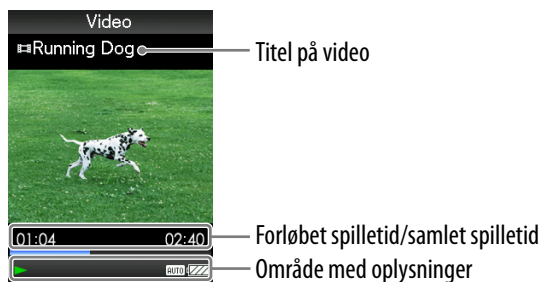 Video
Running Dog
Titel på video
01:04 02:40
Forløbet spilletid/samlet spilletid
AUTO
Område med oplysninger